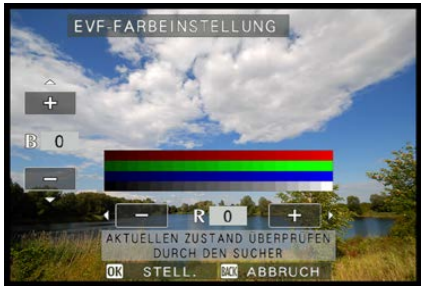 EVF-FARBEINSTELLUNG
+
B 0
−
− R 0 +
AKTUELLEN ZUSTAND ÜBERPRÜFEN
DURCH DEN SUCHER
OK STELL. BACK ABBRUCH